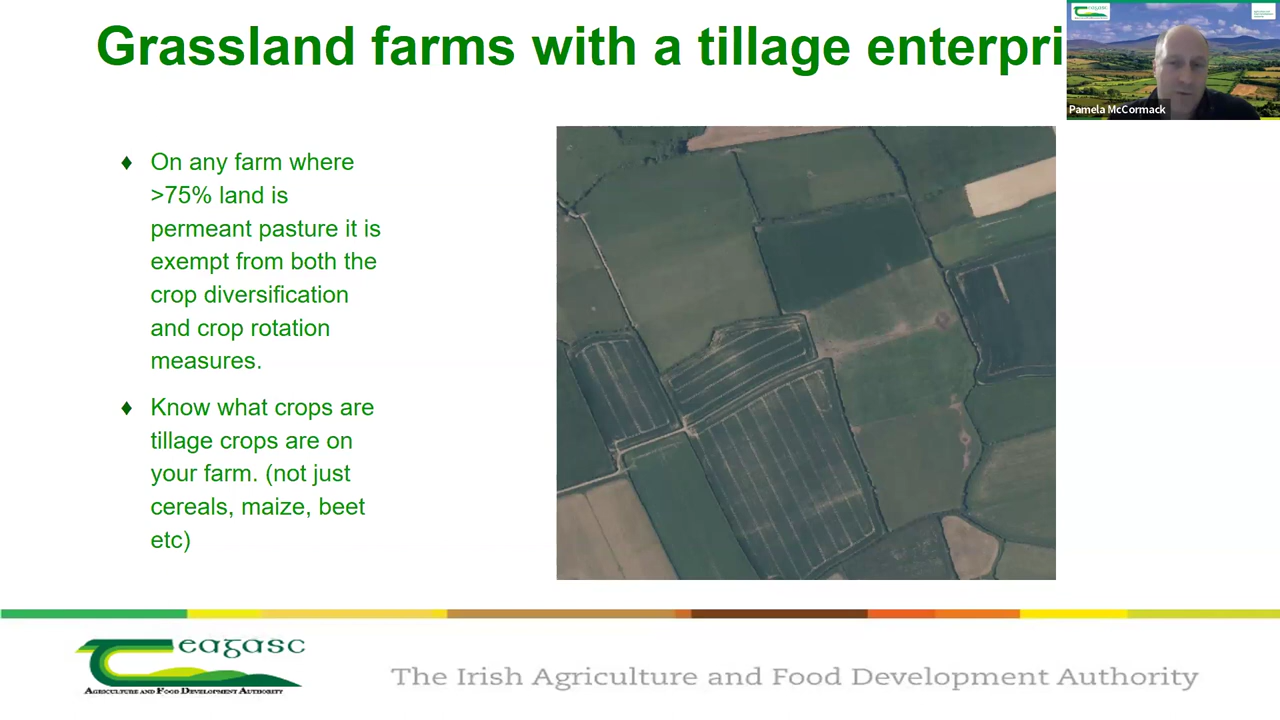 Grassland farms with a tillage enterpri
Pamela McCormack
♦ On any farm where
>75% land is
permeant pasture it is
exempt from both the
crop diversification
and crop rotation
measures.
♦ Know what crops are
tillage crops are on
your farm. (not just
cereals, maize, beet
etc)
eagasc
AGRICULTURE AND FOOD DEVELOPMENT AUTHORITY
The Irish Agriculture and Food Development Authority